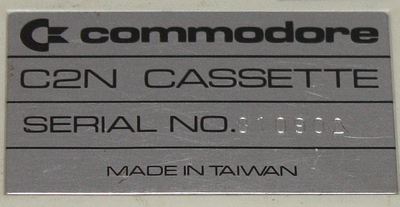 commodore
C2N CASSETTE
SERIAL NO.
MADE IN TAIWAN